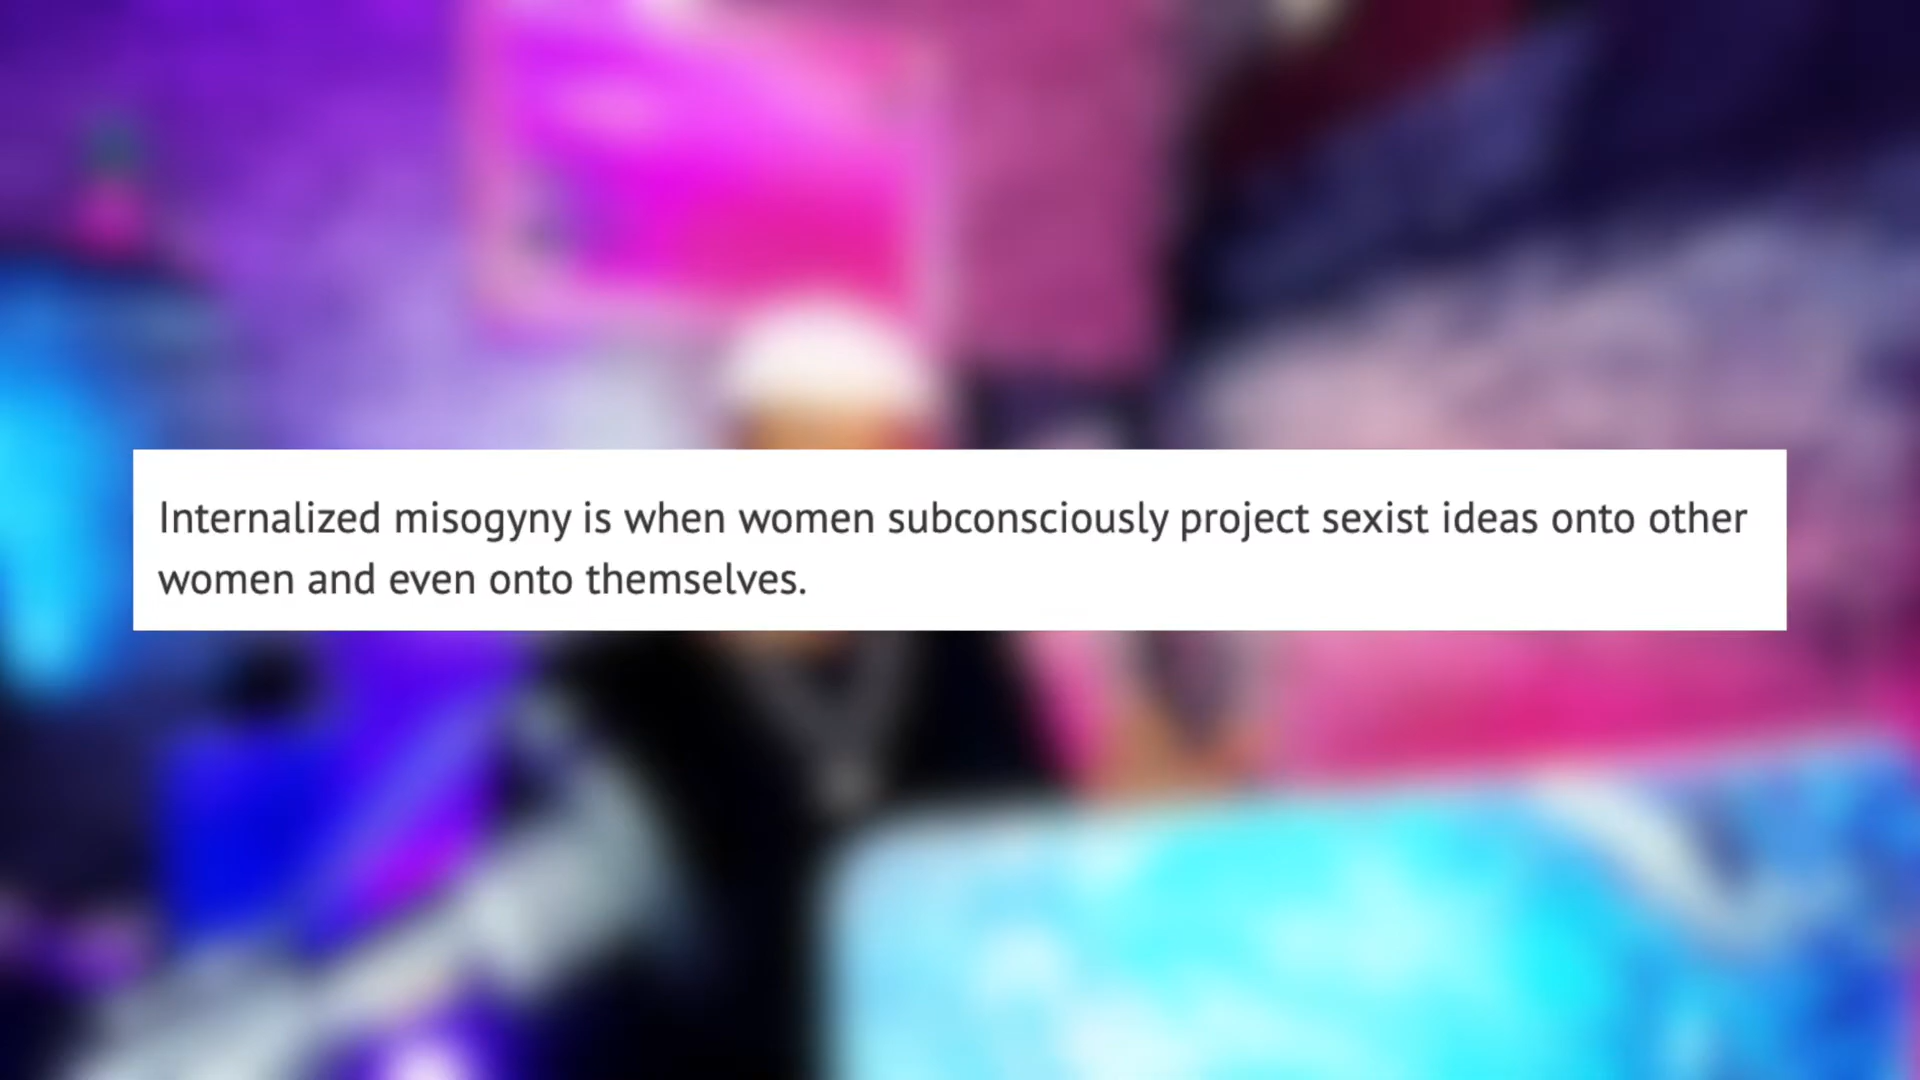 Internalized misogyny is when women subconsciously project sexist ideas onto other
women and even onto themselves.